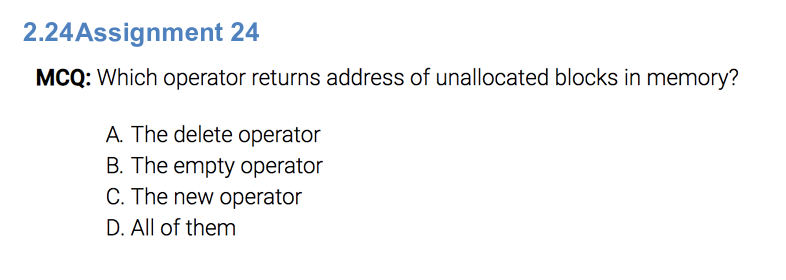 2.24Assignment 24
MCQ: Which operator returns address of unallocated blocks in memory?
A. The delete operator
B. The empty operator
C. The new operator
D. All of them